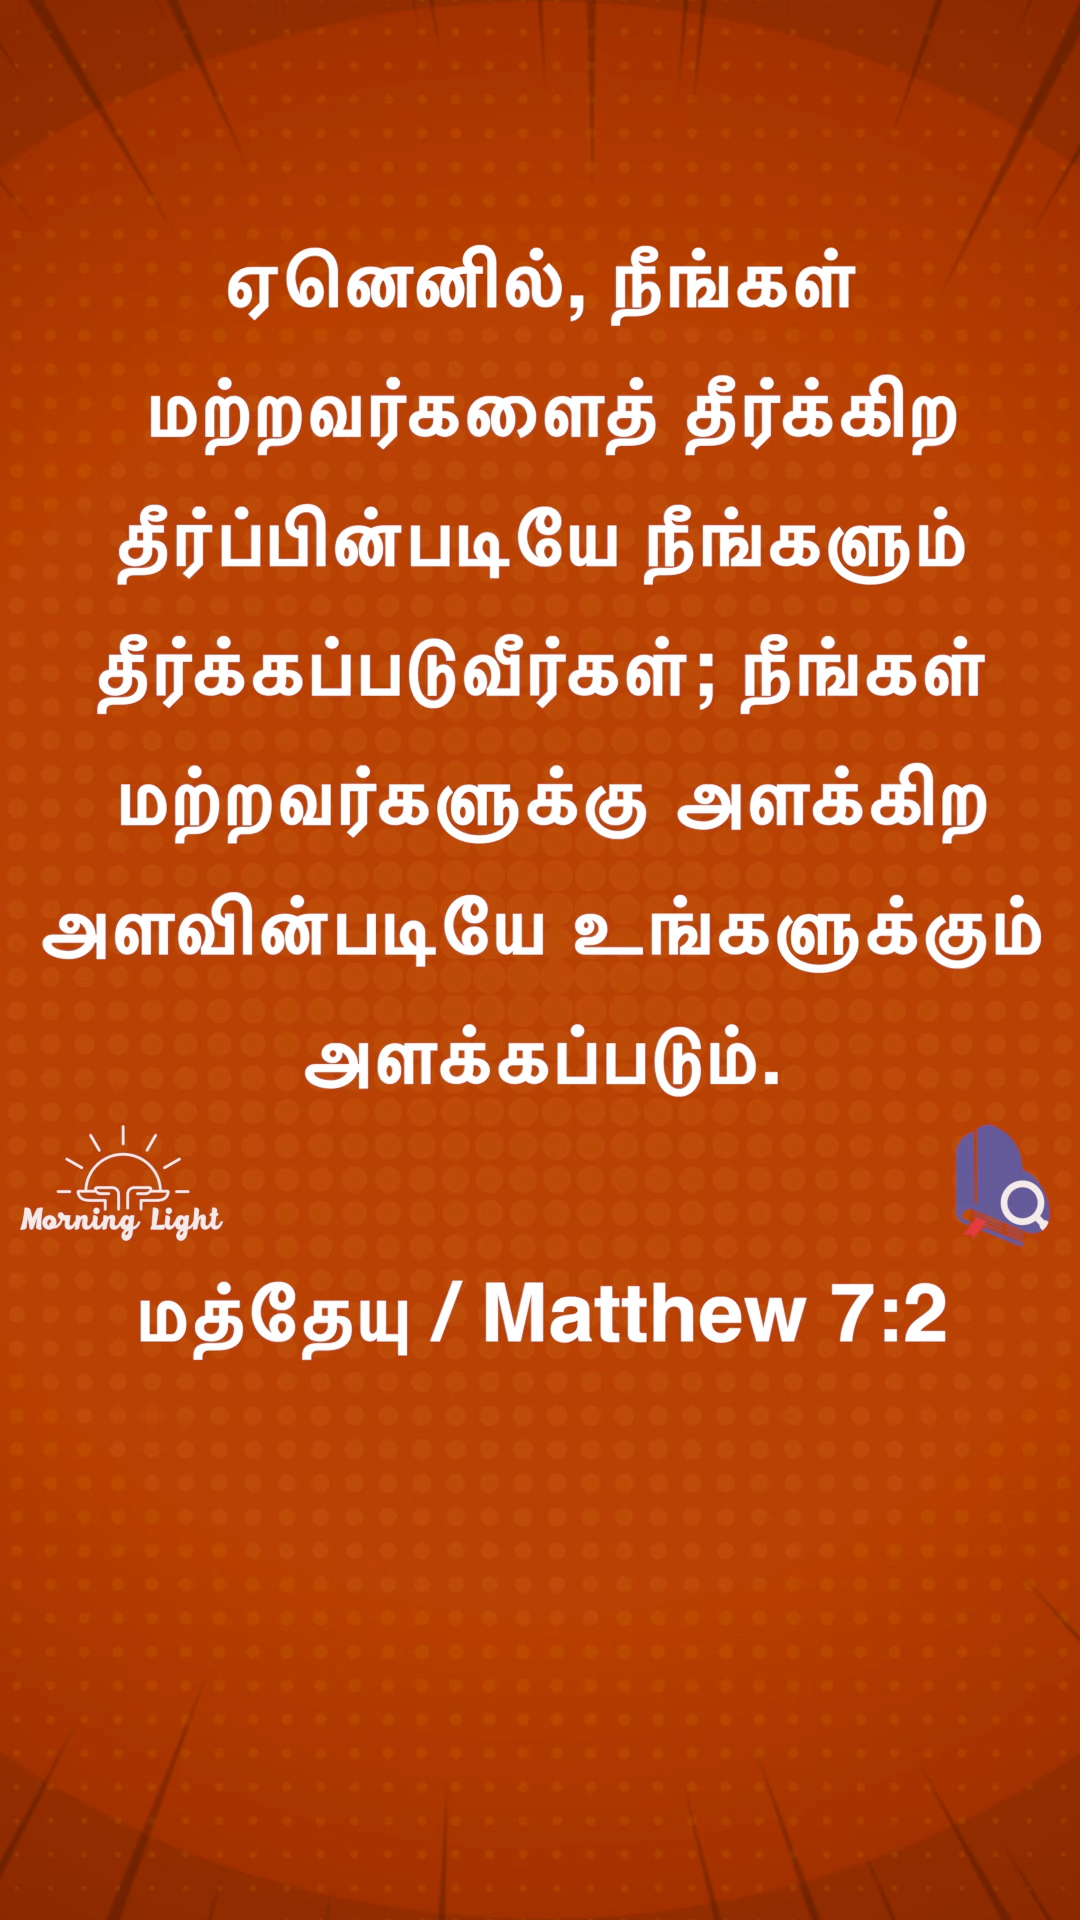 ஏனெனில், நீங்கள்
மற்றவர்களைத் தீர்க்கிற
தீர்ப்பின்படியே நீங்களும்
தீர்க்கப்படுவீர்கள்; நீங்கள்
மற்றவர்களுக்கு அளக்கிற
அளவின்படியே உங்களுக்கும்
அளக்கப்படும்.
Morning Light
மத்தேயு / Matthew 7:2